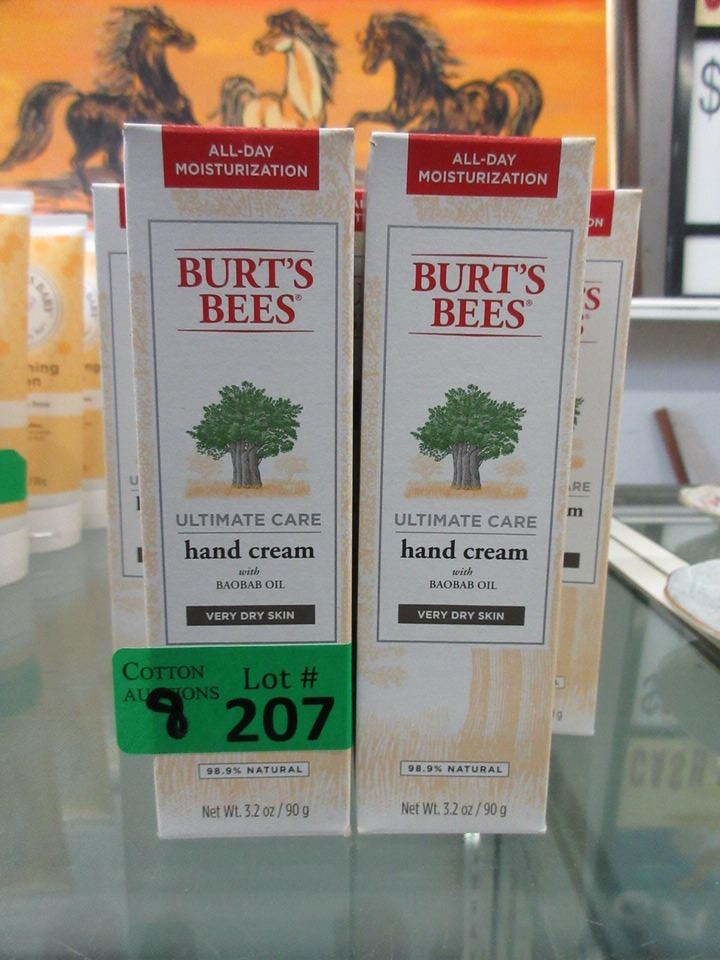 ALL-DAY
MOISTURIZATION
BURT'S
BEES®
ULTIMATE CARE
hand cream
with
BAOBAB OIL
VERY DRY SKIN
COTTON
AUCTIONS
8
Lot #
207
98.9% NATURAL
Net Wt. 3.2 oz / 90 g
ALL-DAY
MOISTURIZATION
BURT'S
BEES®
ULTIMATE CARE
hand cream
with
BAOBAB OIL
VERY DRY SKIN
98.9% NATURAL
Net Wt. 3.2 oz / 90 g
$